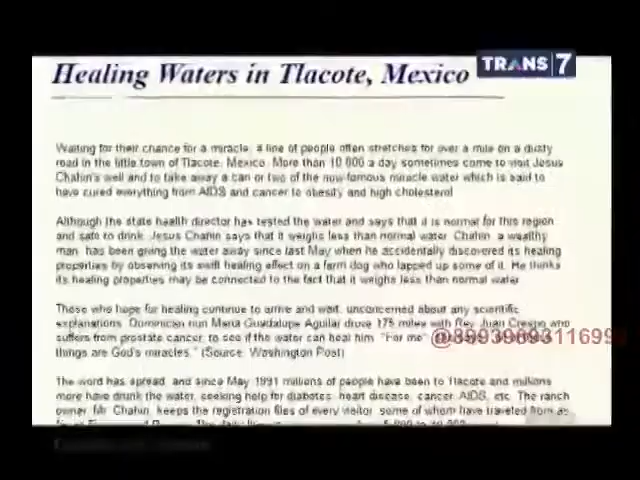 Healing Waters in Tlacote, Mexico
TRANS 7
Waiting for their chance for a miracle, a line of people often stretches for over a mile on a dusty
road in the little town of Tlacote, Mexico. More than 10,000 a day sometimes come to visit Jesus
Chahin's well and to take away a can or two of the now-famous miracle water which is said to
have cured everything from AIDS and cancer to obesity and high cholesterol
Although the state health director has tested the water and says that it is normal for this region
and safe to drink, Jesus Chahin says that it weighs less than normal water. Chahin, a wealthy
man, has been giving the water away since last May when he accidentally discovered its healing
properties by observing its swift healing effect on a farm dog who lapped up some of it. He thinks
its healing properties may be connected to the fact that it weighs less than normal water
Those who hope for healing continue to arrive and wait, unconcerned about any scientific
explanations. Dominican nun Maria Guadalupe Aguilar drove 175 miles with Rev. Juan Crespo who
suffers from prostate cancer, to see if the water can heal him. "For me"
things are God's miracles." (Source: Washington Post)
The word has spread, and since May 1991 millions of people have been to Tlacote and millions
more have drunk the water, seeking help for diabetes, heart disease, cancer, AIDS, etc. The ranch
owner, Mr. Chahin, keeps the registration files of every visitor, some of whom have traveled from as